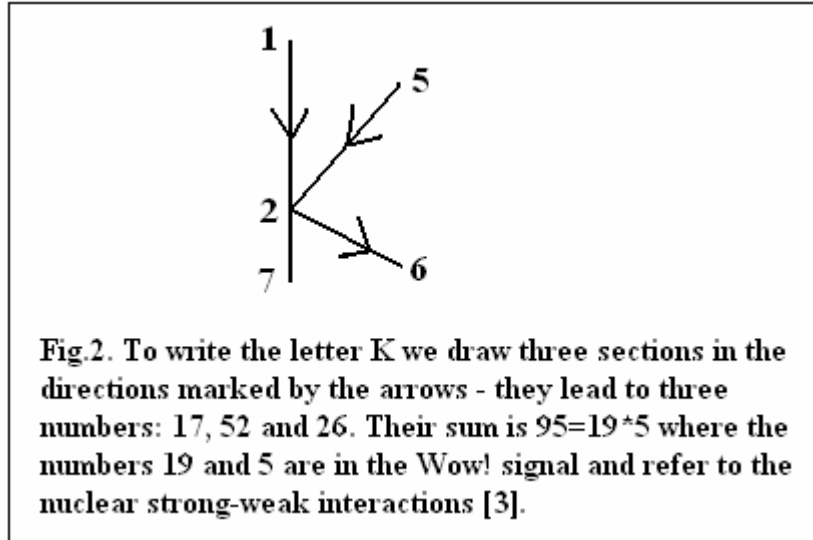 1
5
2
7
6
Fig.2. To write the letter K we draw three sections in the
directions marked by the arrows - they lead to three
numbers: 17, 52 and 26. Their sum is 95=19*5 where the
numbers 19 and 5 are in the Wow! signal and refer to the
nuclear strong-weak interactions [3].